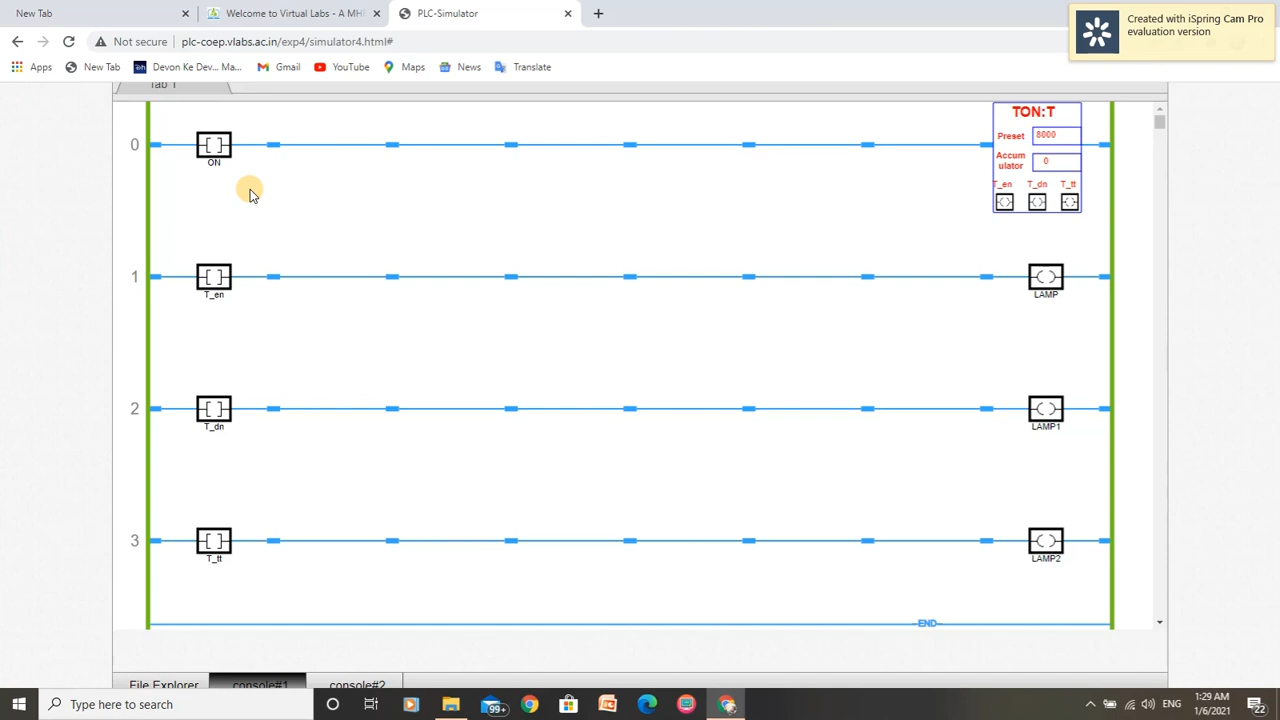 New Tab
Welcome to Virtual Labs - A MHI
PLC-Simulator
Created with iSpring Cam Pro
evaluation version
Not secure
plc-coep.vlabs.ac.in/exp4/simulator4.html#
Apps
New Tab
Devon Ke Dev... Ma...
Gmail
YouTube
Maps
News
Translate
Tab 1
TON:T
Preset 8000
Accum
ulator
0
T_en T_dn T_tt
0
ON
1
T_en
LAMP
2
T_dn
LAMP1
3
T_tt
LAMP2
END
File Explorer
console#1
console#2
Type here to search
99+
ENG
1:29 AM
1/6/2021
22